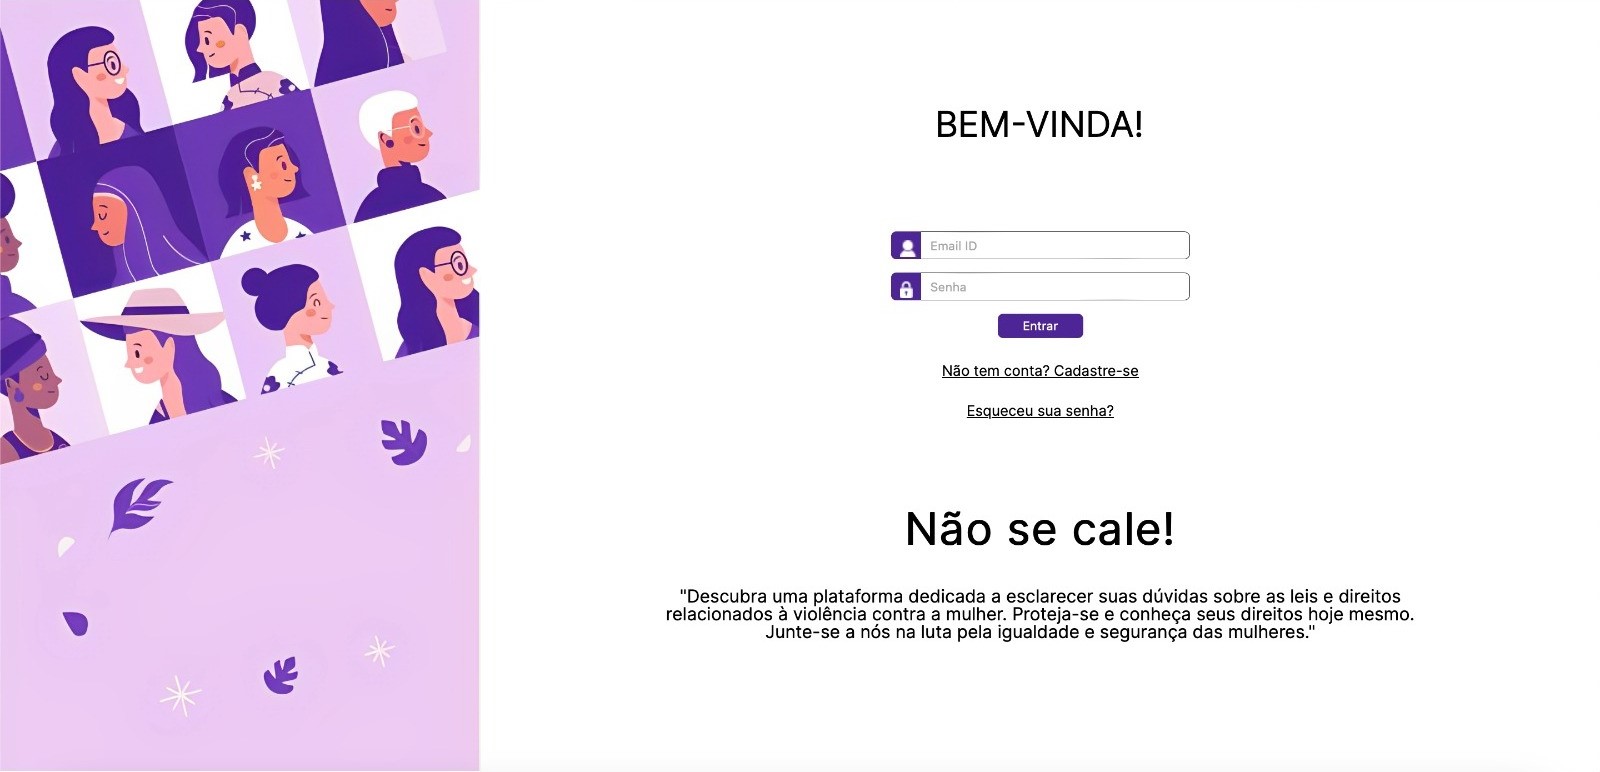 BEM-VINDA!
Email ID
Senha
Entrar
Não tem conta? Cadastre-se
Esqueceu sua senha?
Não se cale!
"Descubra uma plataforma dedicada a esclarecer suas dúvidas sobre as leis e direitos
relacionados à violência contra a mulher. Proteja-se e conheça seus direitos hoje mesmo.
Junte-se a nós na luta pela igualdade e segurança das mulheres."